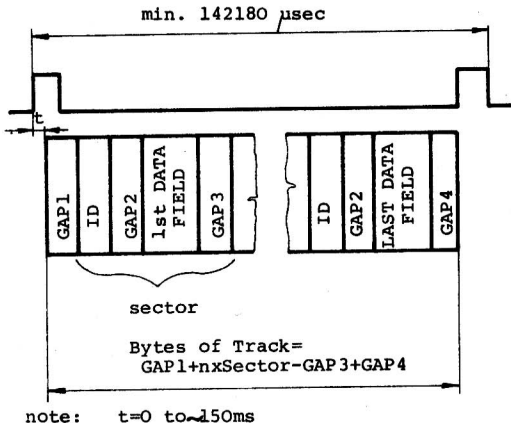 min. 142180 µsec
t
GAP1
ID
GAP2
1st DATA
FIELD
GAP3
ID
GAP2
LAST DATA
FIELD
GAP4
sector
Bytes of Track=
GAP1+nxSector-GAP3+GAP4
note: t=0 to~150ms